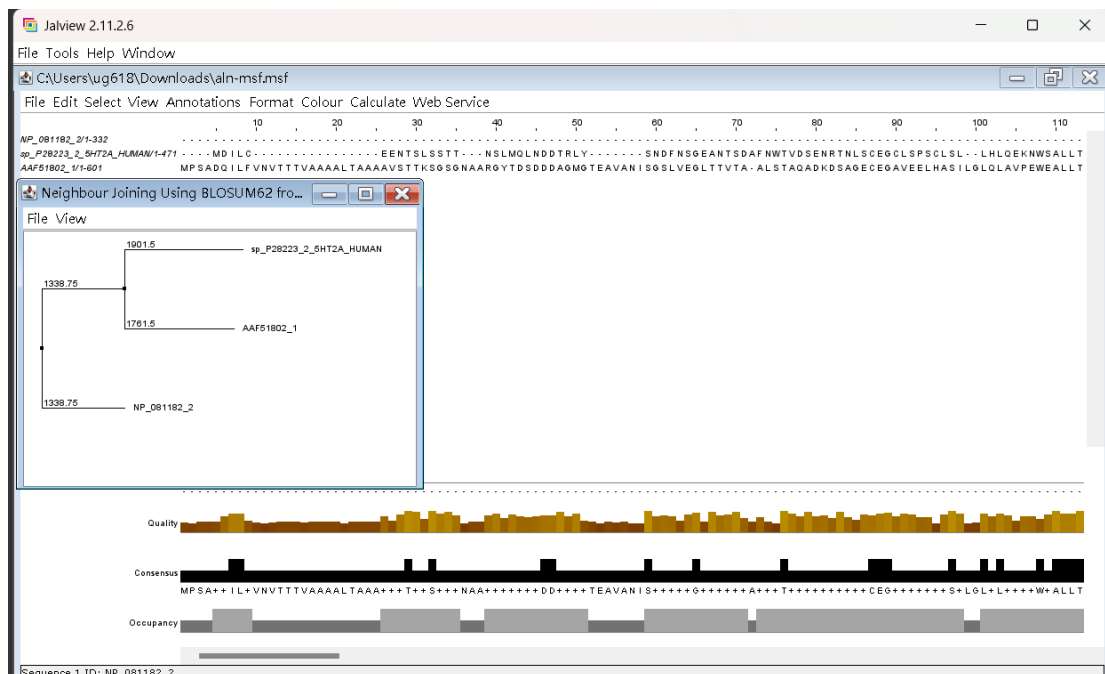 Jalview 2.11.2.6
File Tools Help Window
C:\Users\ug618\Downloads\aln-msf.msf
File Edit Select View Annotations Format Colour Calculate Web Service
10 20 30 40 50 60 70 80 90 100 110
NP_081182_2/1-332
sp_P28223_2_5HT2A_HUMAN/1-471 ----MDILC----------------EENTSLSSTT---NSLMQLNDDTRLY-------SNDFNSGEANTSDAFNWTVDSENRTNLSCEGCLSPSCLSL--LHLQEKNWSALLT
AAF51802_1/1-601 MPSADQILFVNVTTTVAAAALTAAAAVSTTKSGSGNAARGYTDSDDDAGMGTEAVANISGSLVEGLTTVTA-ALSTAQADKDSAGECEGAVEELHASILGLQLAVPEWEALLT
Neighbour Joining Using BLOSUM62 fro...
File View
1901.5
sp_P28223_2_5HT2A_HUMAN
1338.75
1761.5
AAF51802_1
1338.75
NP_081182_2
Quality
Consensus
MPSA++IL+VNVTTTVAAAALTAAA+++T++S+++NAA+++++++DD++++TEAVANIS+++++G++++++A+++T++++++++++CEG+++++++S+LGL+L++++W+ALLT
Occupancy
Sequence 1 ID: NP_081182_2